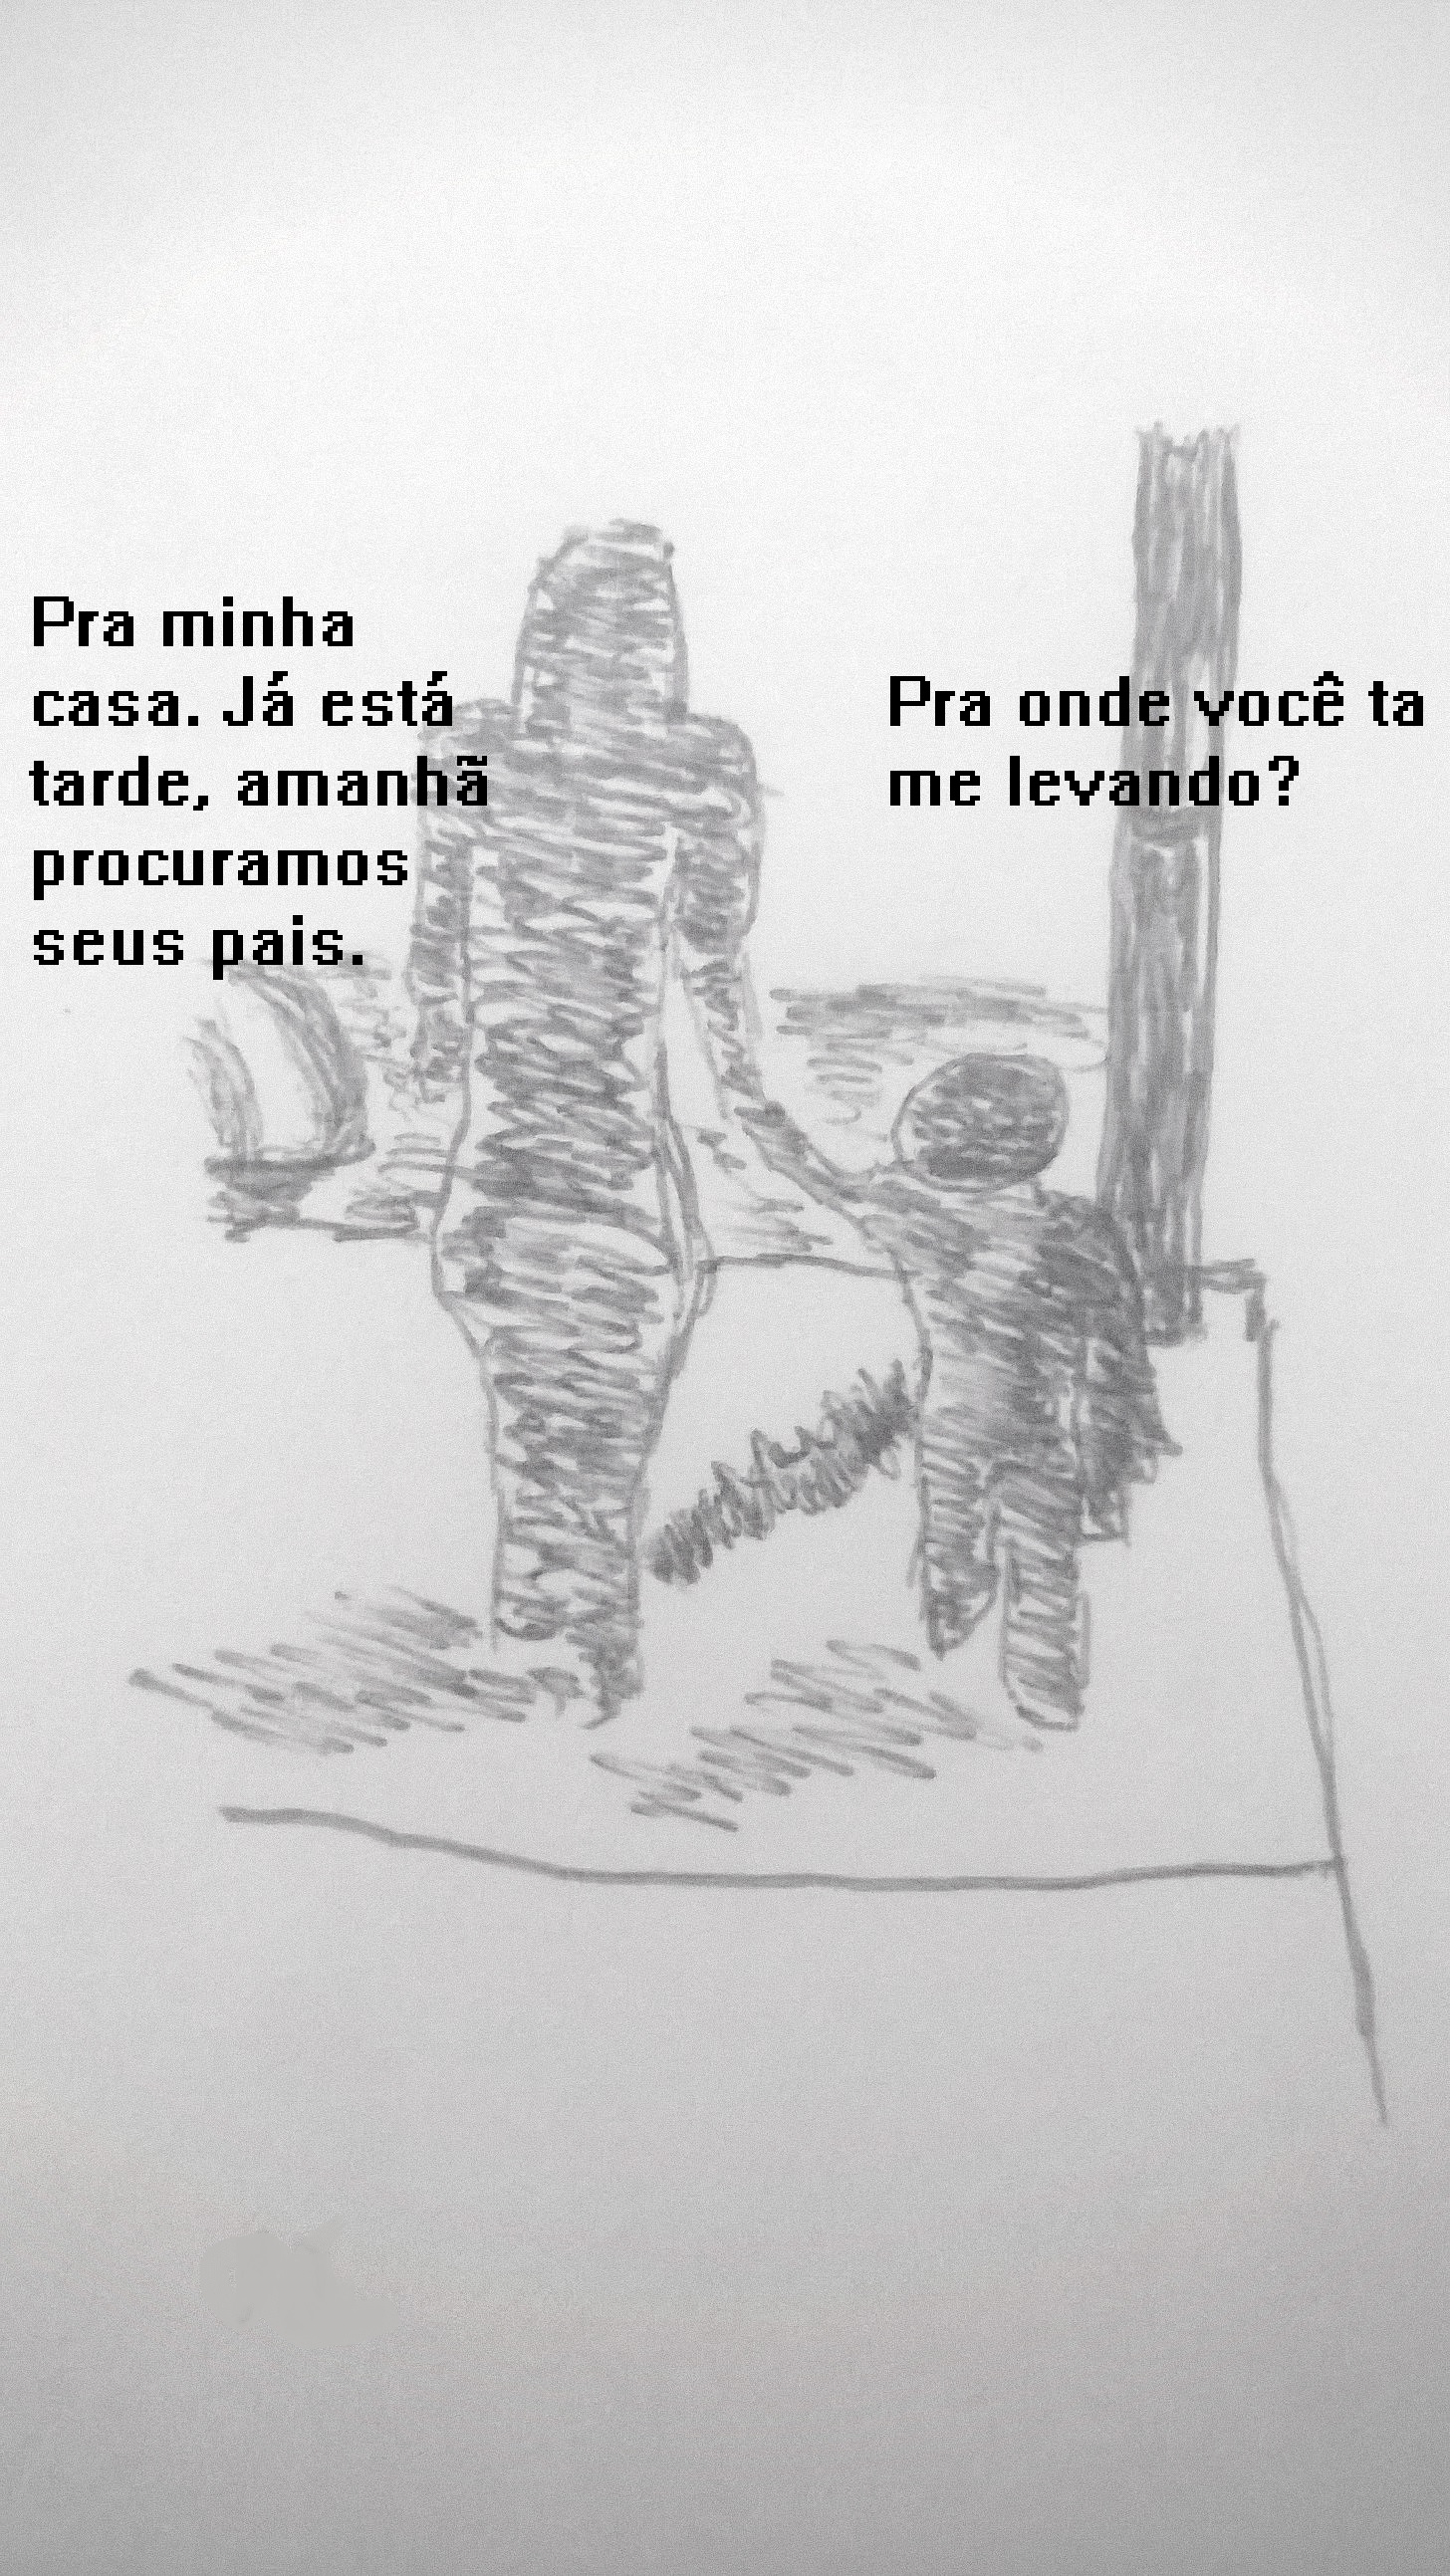 Pra minha
casa. Já está
tarde, amanhã
procuramos
seus pais.
Pra onde você ta
me levando?